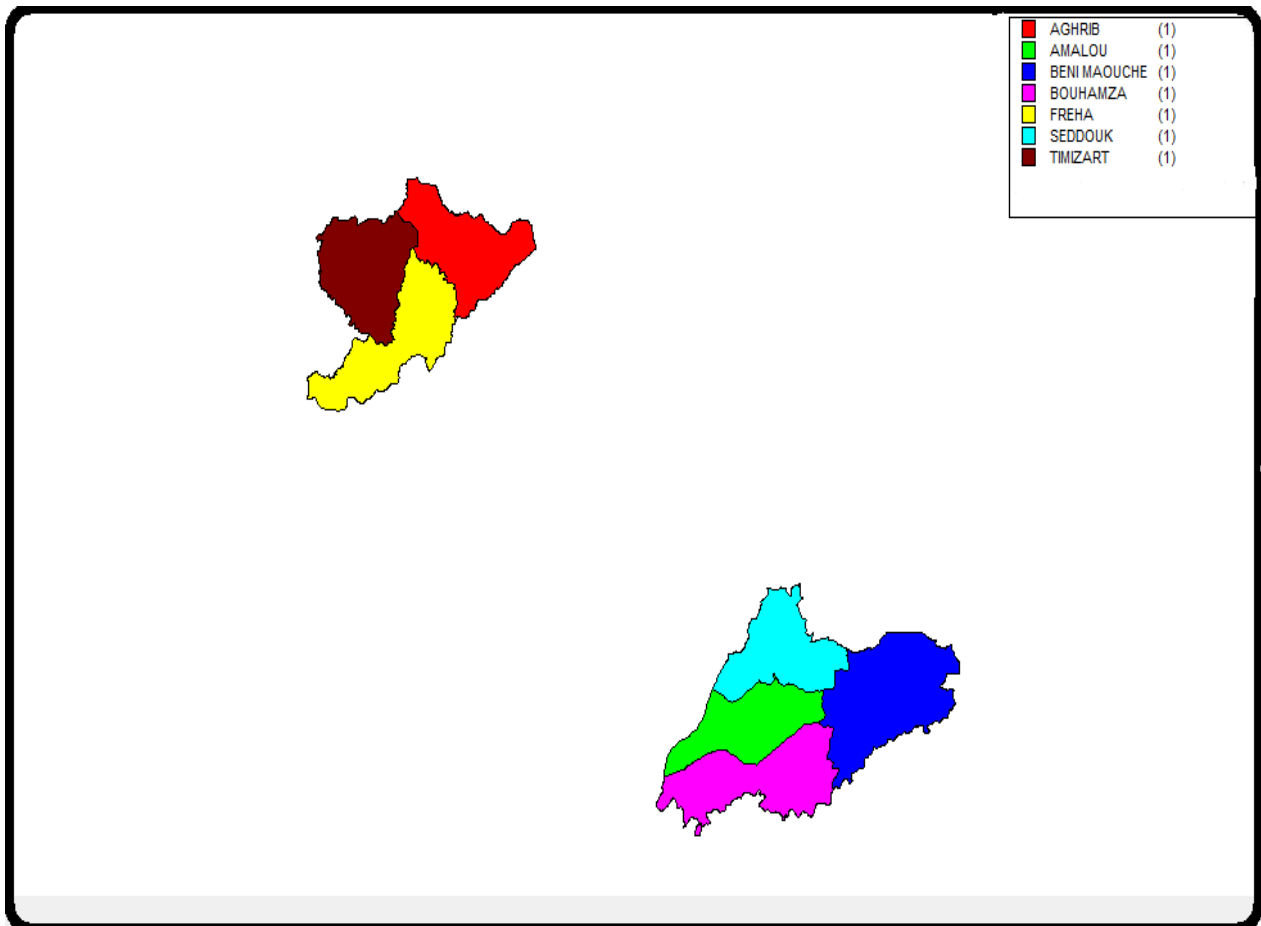 AGHRIB (1)
AMALOU (1)
BENI MAOUCHE (1)
BOUHAMZA (1)
FREHA (1)
SEDDOUK (1)
TIMIZART (1)